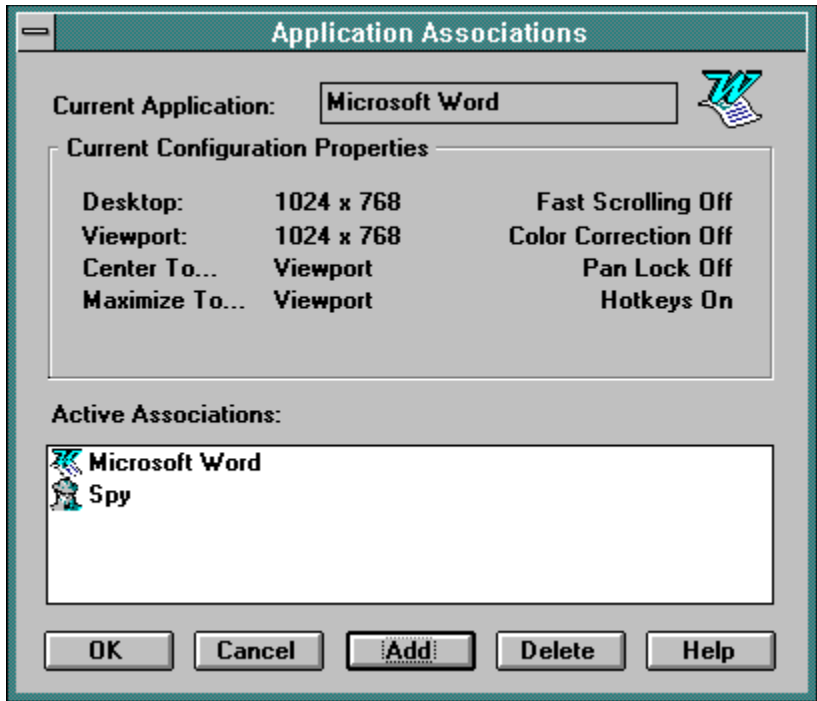 Application Associations
Current Application: Microsoft Word
Current Configuration Properties
Desktop: 1024 x 768 Fast Scrolling Off
Viewport: 1024 x 768 Color Correction Off
Center To... Viewport Pan Lock Off
Maximize To... Viewport Hotkeys On
Active Associations:
Microsoft Word
Spy
OK Cancel Add Delete Help